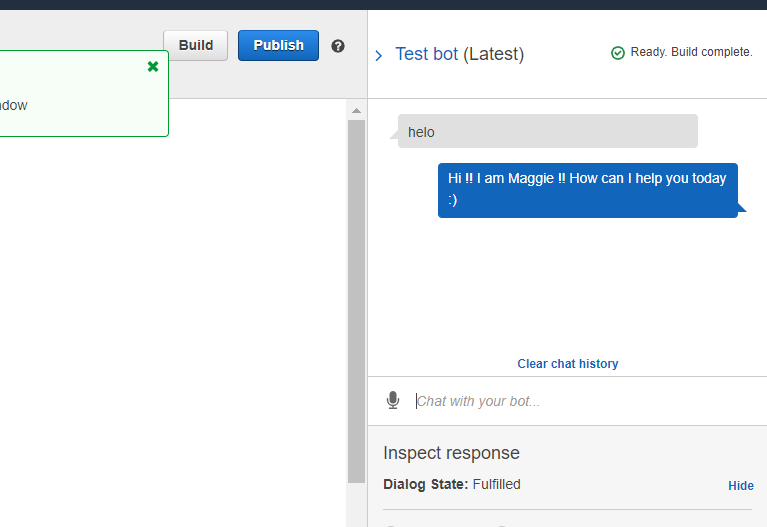 Build
Publish
?
Test bot (Latest)
Ready. Build complete.
helo
Hi !! I am Maggie !! How can I help you today
:)
Clear chat history
Chat with your bot...
Inspect response
Dialog State: Fulfilled
Hide